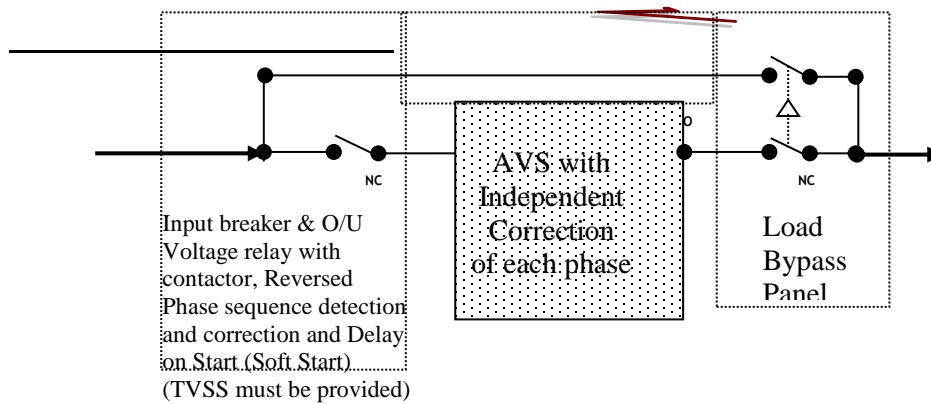 o
NC
NC
AVS with
Independent
Correction
of each phase
Input breaker & O/U
Voltage relay with
contactor, Reversed
Phase sequence detection
and correction and Delay
on Start (Soft Start)
(TVSS must be provided)
Load
Bypass
Panel